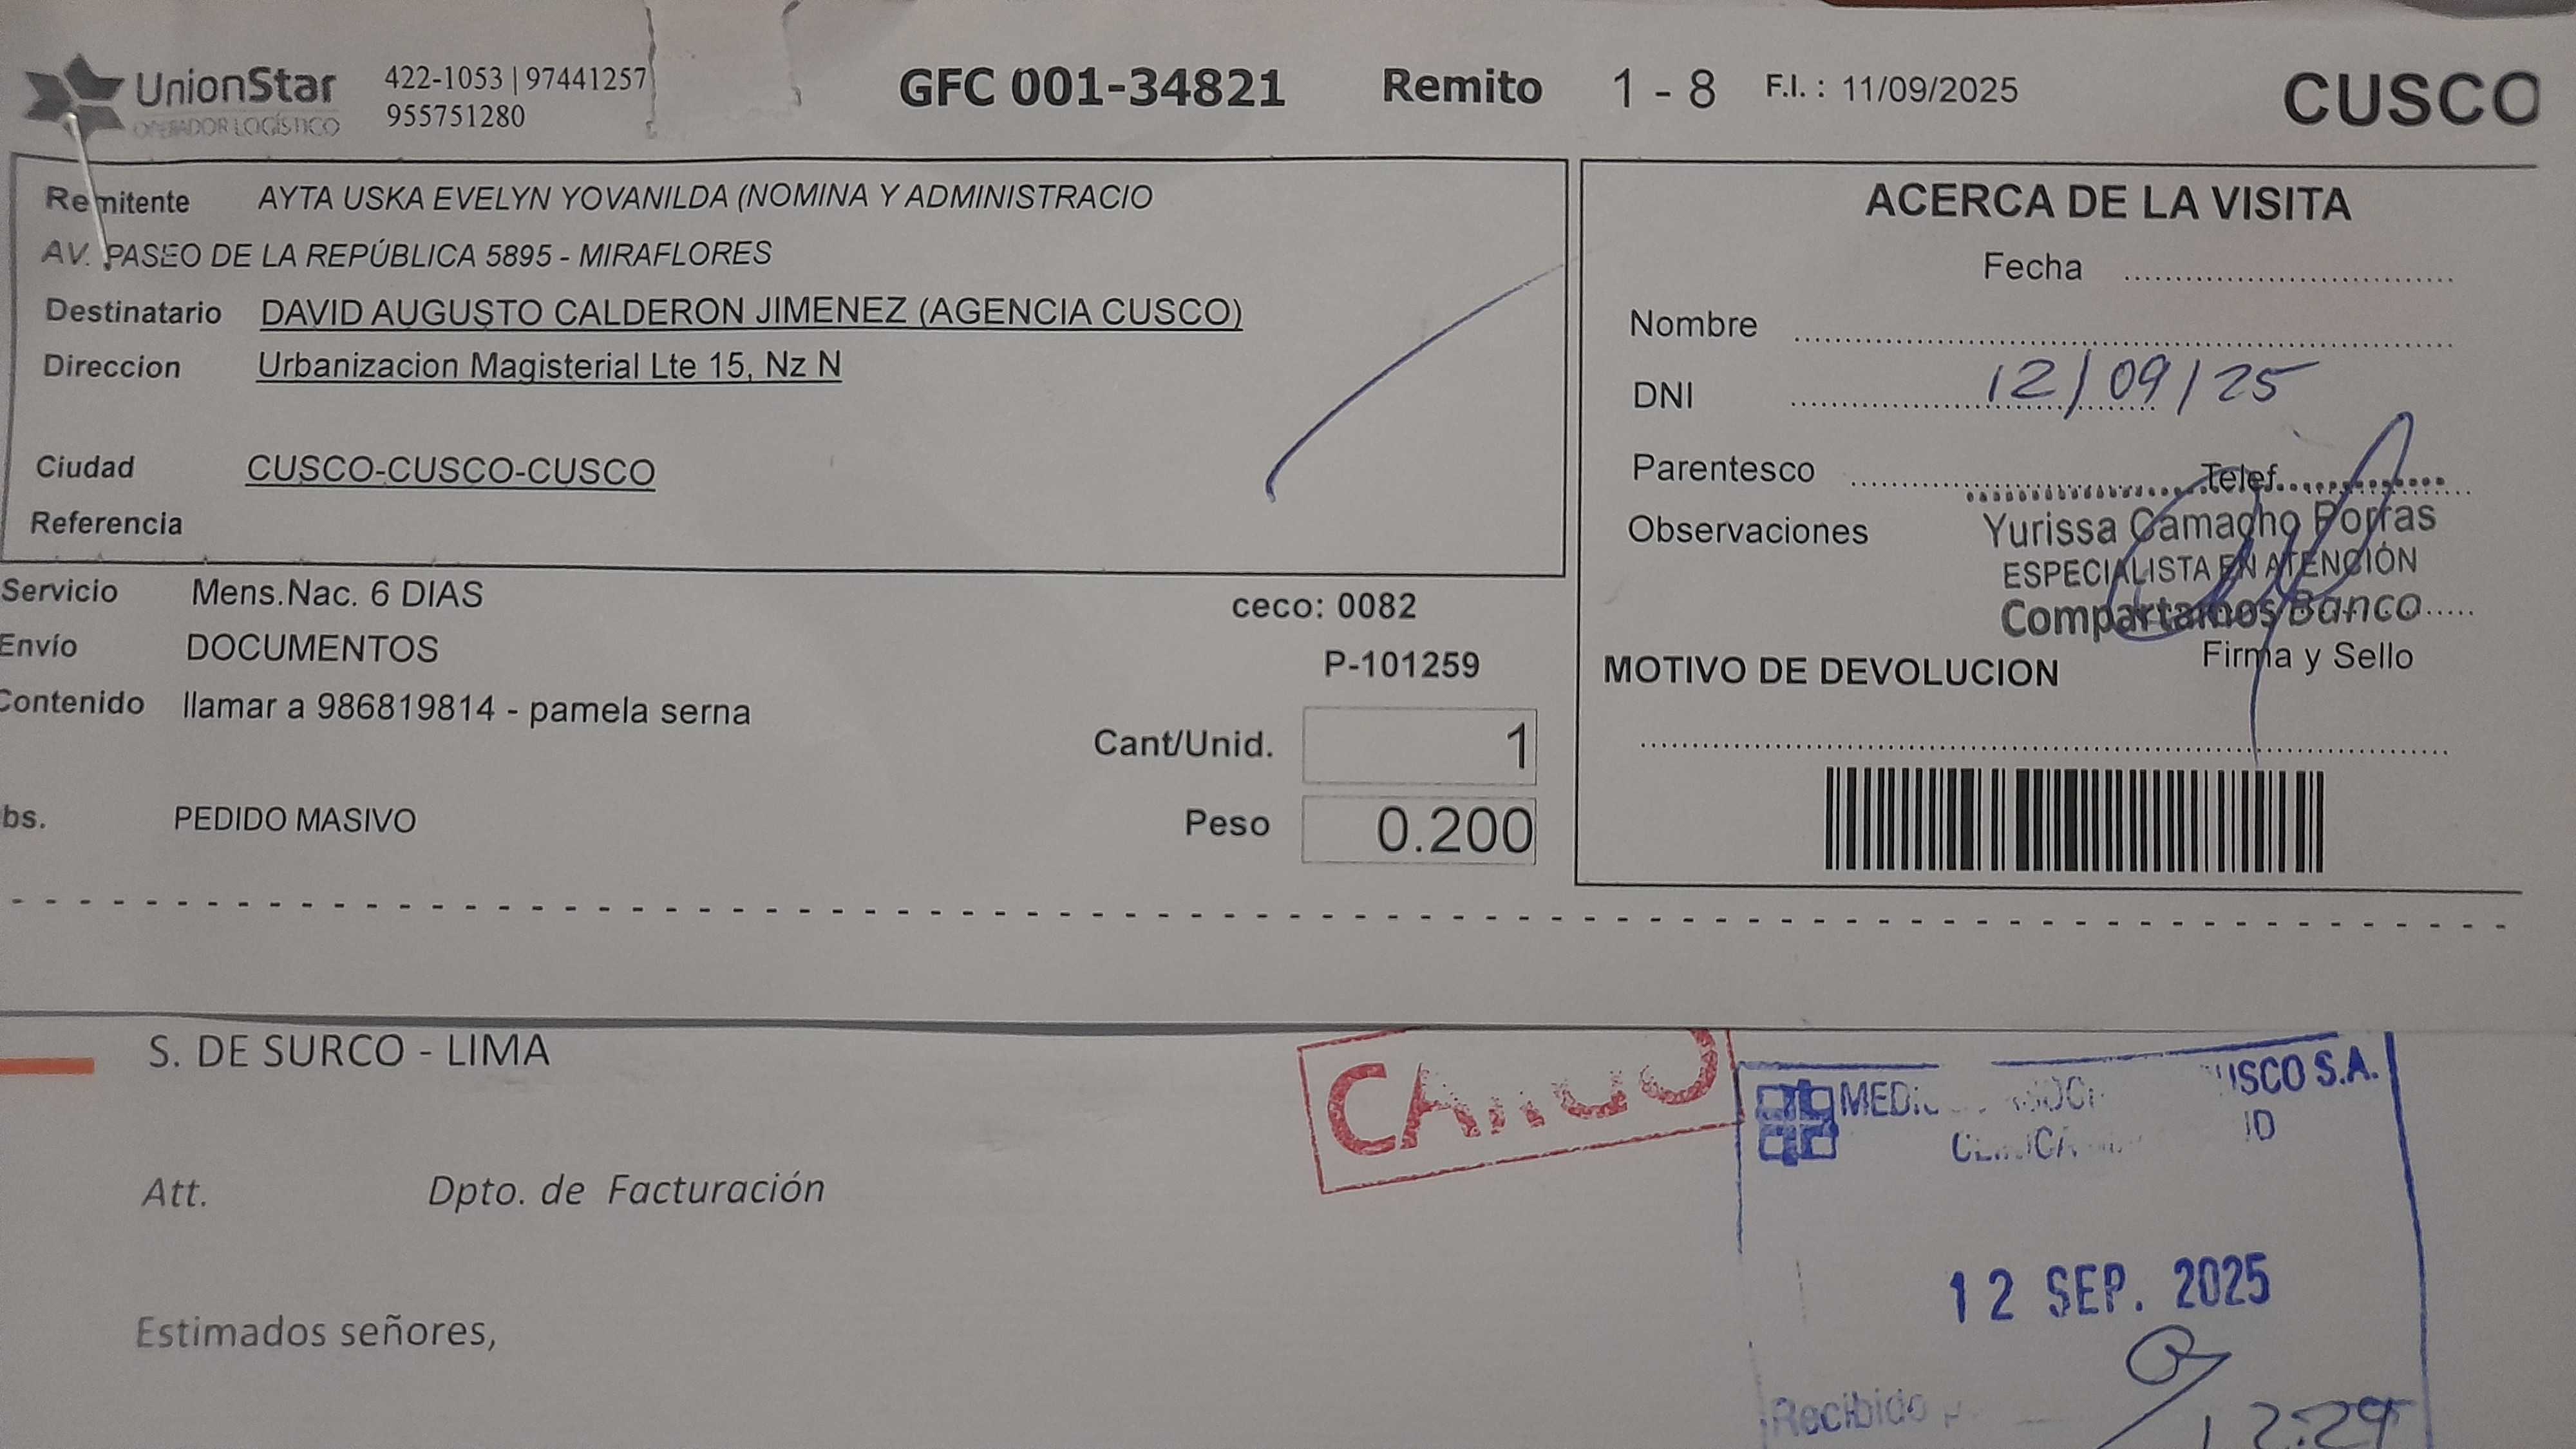 UnionStar
OPERADOR LOGÍSTICO
422-1053 | 97441257
955751280
GFC 001-34821 Remito 1 - 8 F.I. : 11/09/2025 CUSCO
Remitente AYTA USKA EVELYN YOVANILDA (NOMINA Y ADMINISTRACIO
AV. PASEO DE LA REPÚBLICA 5895 - MIRAFLORES
Destinatario DAVID AUGUSTO CALDERON JIMENEZ (AGENCIA CUSCO)
Direccion Urbanizacion Magisterial Lte 15, Nz N
Ciudad CUSCO-CUSCO-CUSCO
Referencia
Servicio Mens.Nac. 6 DIAS
Envío DOCUMENTOS
Contenido llamar a 986819814 - pamela serna
bs. PEDIDO MASIVO
ceco: 0082
P-101259
Cant/Unid. 1
Peso 0.200
ACERCA DE LA VISITA
Fecha
Nombre
DNI 12/09/25
Parentesco Telef.
Observaciones
Yurissa Camacho Porras
ESPECIALISTA EN ATENCIÓN
Compartamos Banco
Firma y Sello
MOTIVO DE DEVOLUCION
S. DE SURCO - LIMA
Att. Dpto. de Facturación
Estimados señores,
CARGO
USCO S.A.
12 SEP. 2025
Recibido